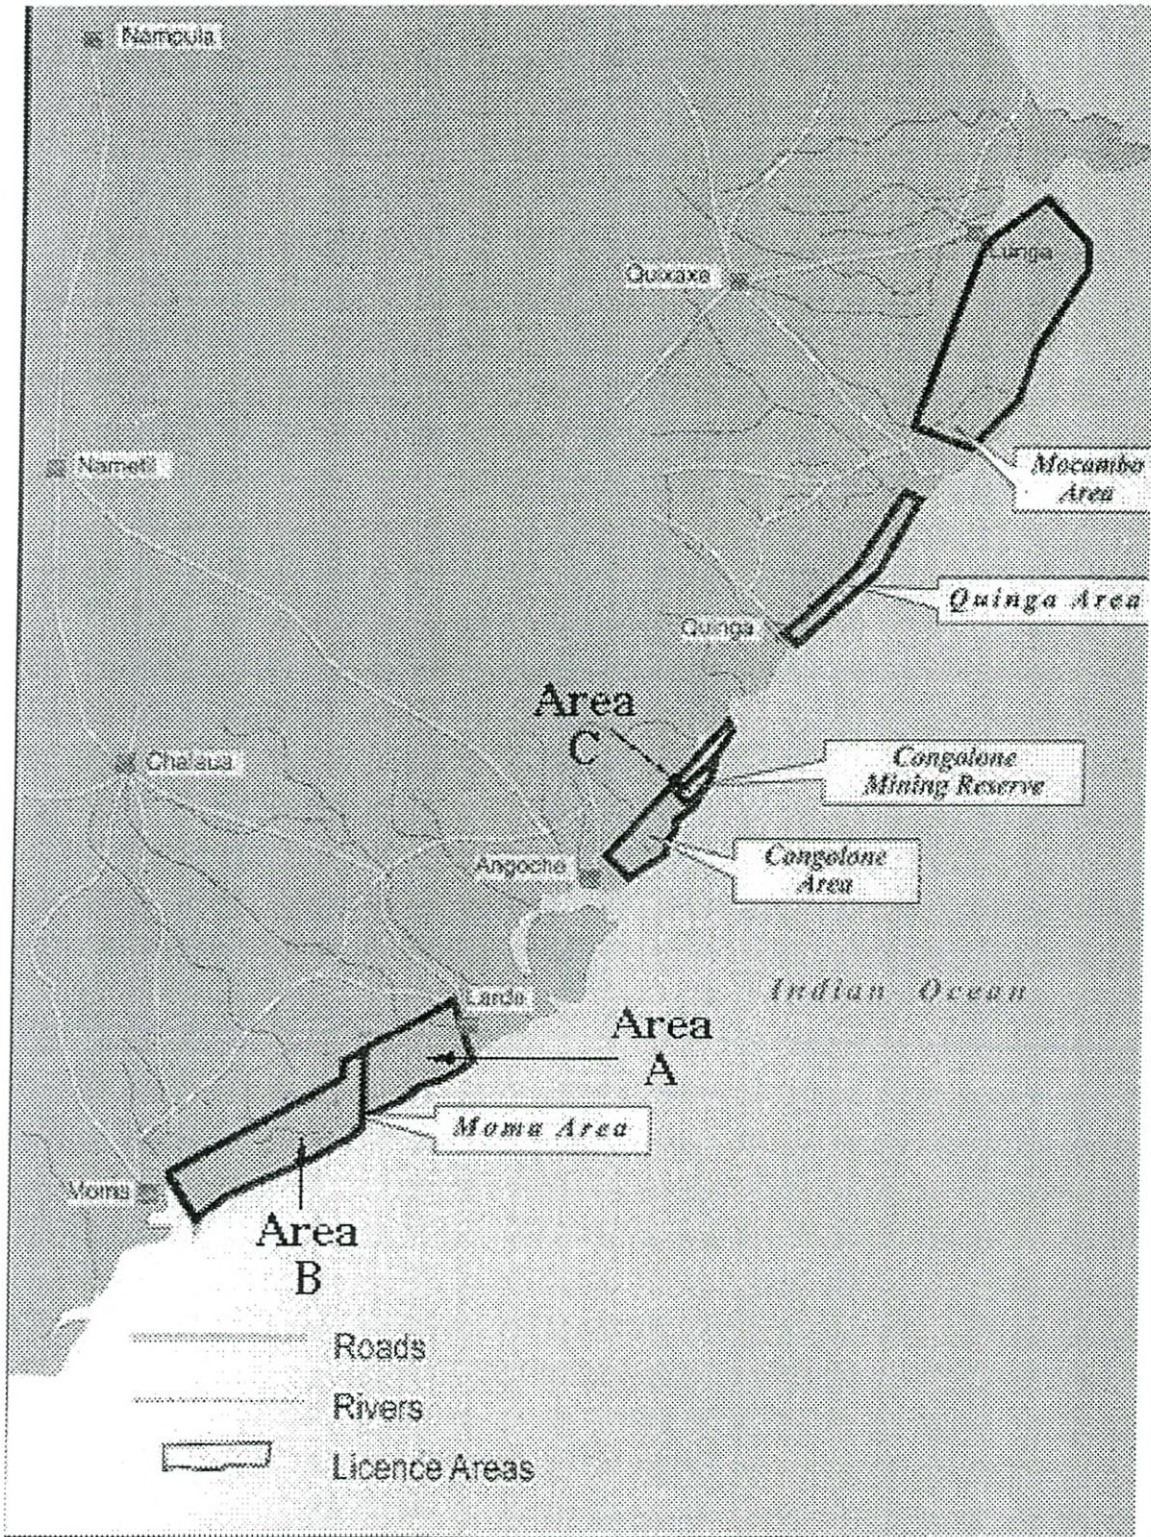 Nampula
Lunga
Quixaxe
Mocambo
Area
Nametil
Quinga Area
Quinga
Area
C
Congolone
Mining Reserve
Chalaua
Congolone
Area
Angoche
Indian Ocean
Larde
Area
A
Moma Area
Moma
Area
B
Roads
Rivers
Licence Areas